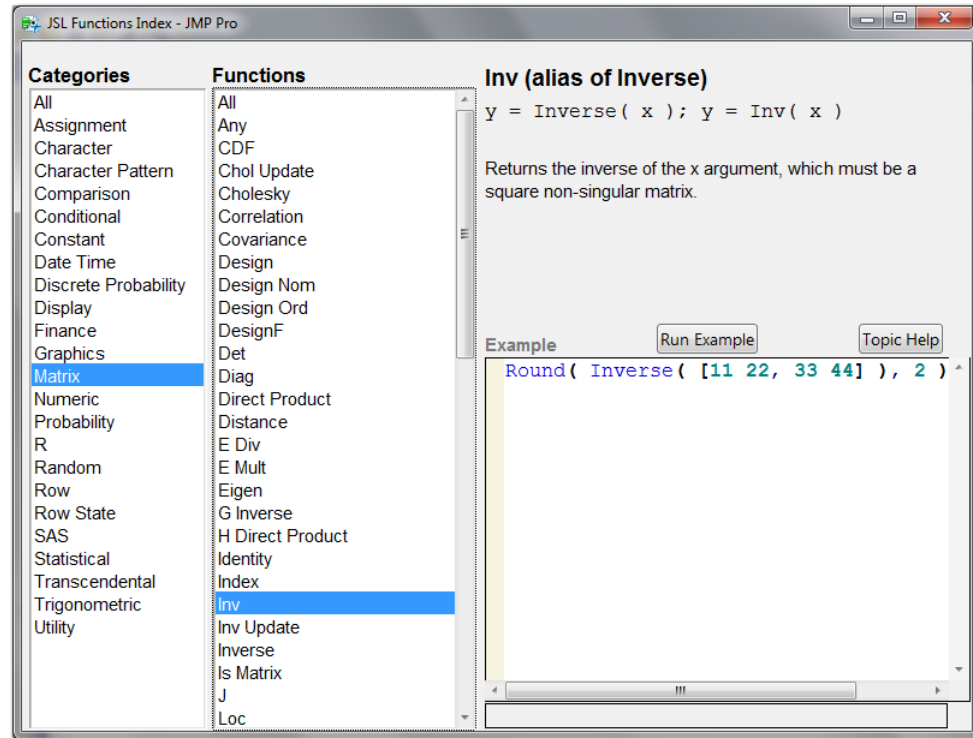 JSL Functions Index - JMP Pro
Categories
All
Assignment
Character
Character Pattern
Comparison
Conditional
Constant
Date Time
Discrete Probability
Display
Finance
Graphics
Matrix
Numeric
Probability
R
Random
Row
Row State
SAS
Statistical
Transcendental
Trigonometric
Utility
Functions
All
Any
CDF
Chol Update
Cholesky
Correlation
Covariance
Design
Design Nom
Design Ord
DesignF
Det
Diag
Direct Product
Distance
E Div
E Mult
Eigen
G Inverse
H Direct Product
Identity
Index
Inv
Inv Update
Inverse
Is Matrix
J
Loc
Inv (alias of Inverse)
y = Inverse( x ); y = Inv( x )
Returns the inverse of the x argument, which must be a
square non-singular matrix.
Example
Run Example
Topic Help
Round( Inverse( [11 22, 33 44] ), 2 )